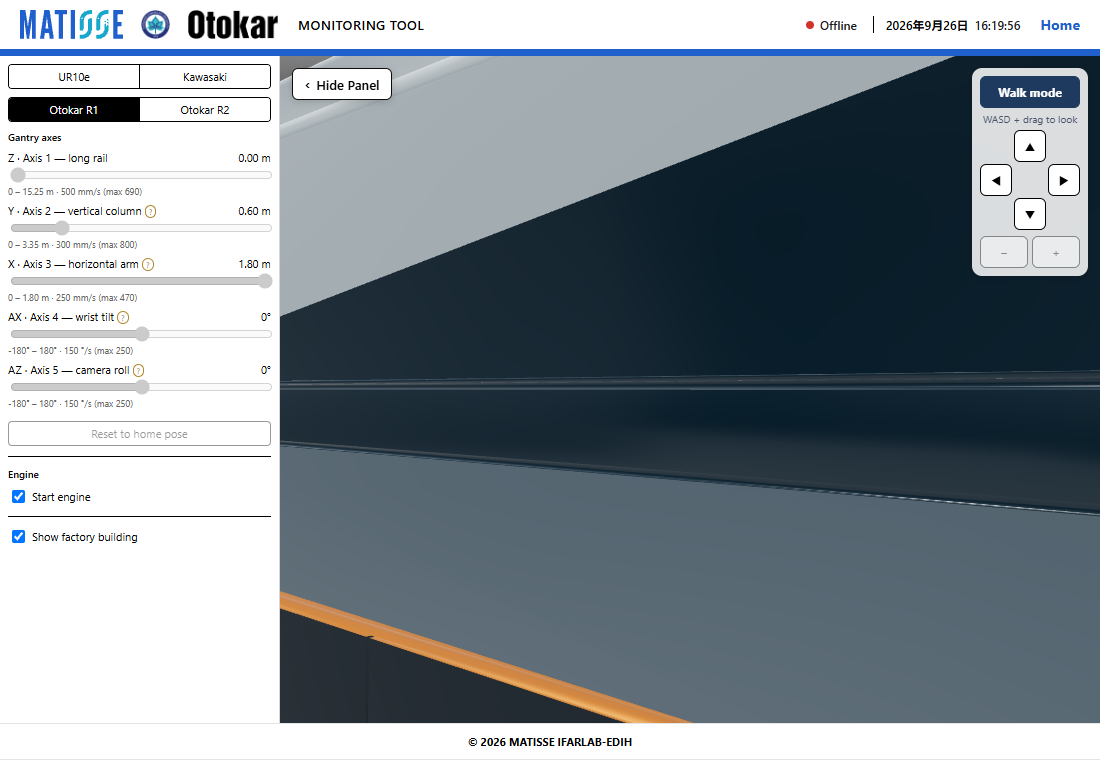 MATISSE
Otokar
MONITORING TOOL
Offline
2026年9月26日 16:19:56
Home
UR10e
Kawasaki
Otokar R1
Otokar R2
Gantry axes
Z · Axis 1 — long rail 0.00 m
0 – 15.25 m · 500 mm/s (max 690)
Y · Axis 2 — vertical column ? 0.60 m
0 – 3.35 m · 300 mm/s (max 800)
X · Axis 3 — horizontal arm ? 1.80 m
0 – 1.80 m · 250 mm/s (max 470)
AX · Axis 4 — wrist tilt ? 0°
-180° – 180° · 150 °/s (max 250)
AZ · Axis 5 — camera roll ? 0°
-180° – 180° · 150 °/s (max 250)
Reset to home pose
Engine
Start engine
Show factory building
‹ Hide Panel
Walk mode
WASD + drag to look
▲
◀ ▶
▼
− +
© 2026 MATISSE IFARLAB-EDIH